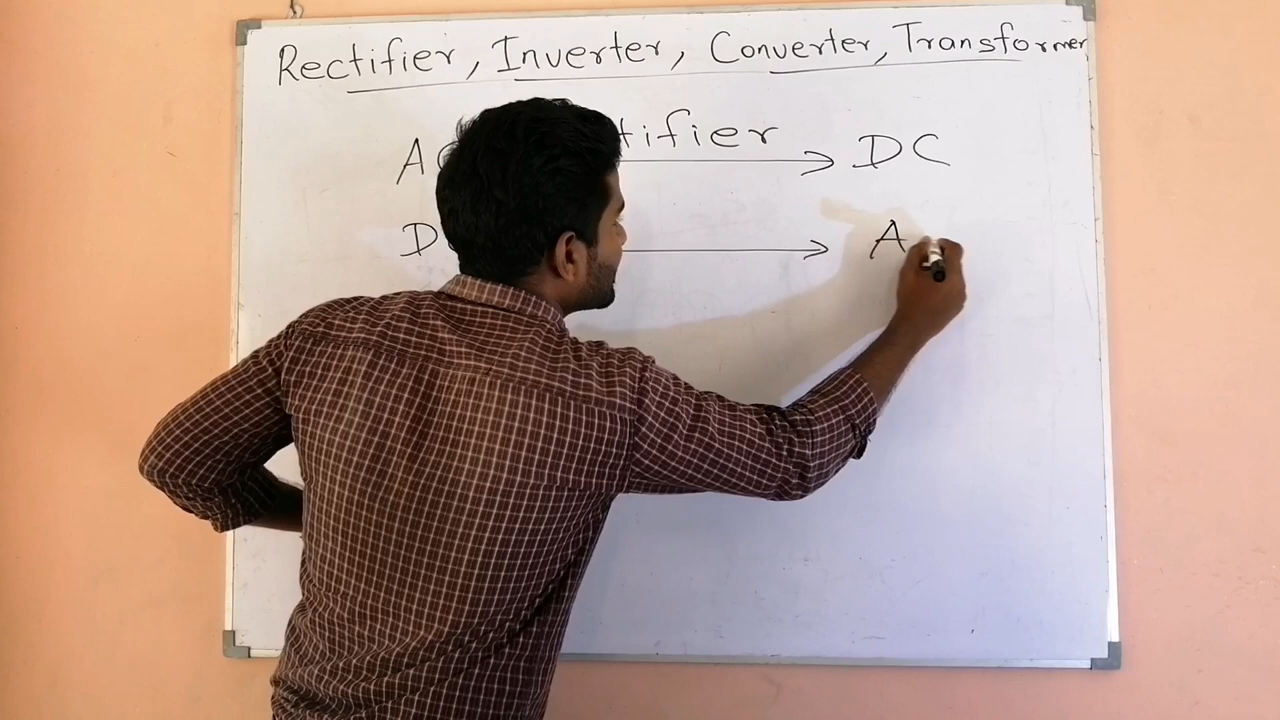 Rectifier, Inverter, Converter, Transformer
A tifier DC
D A